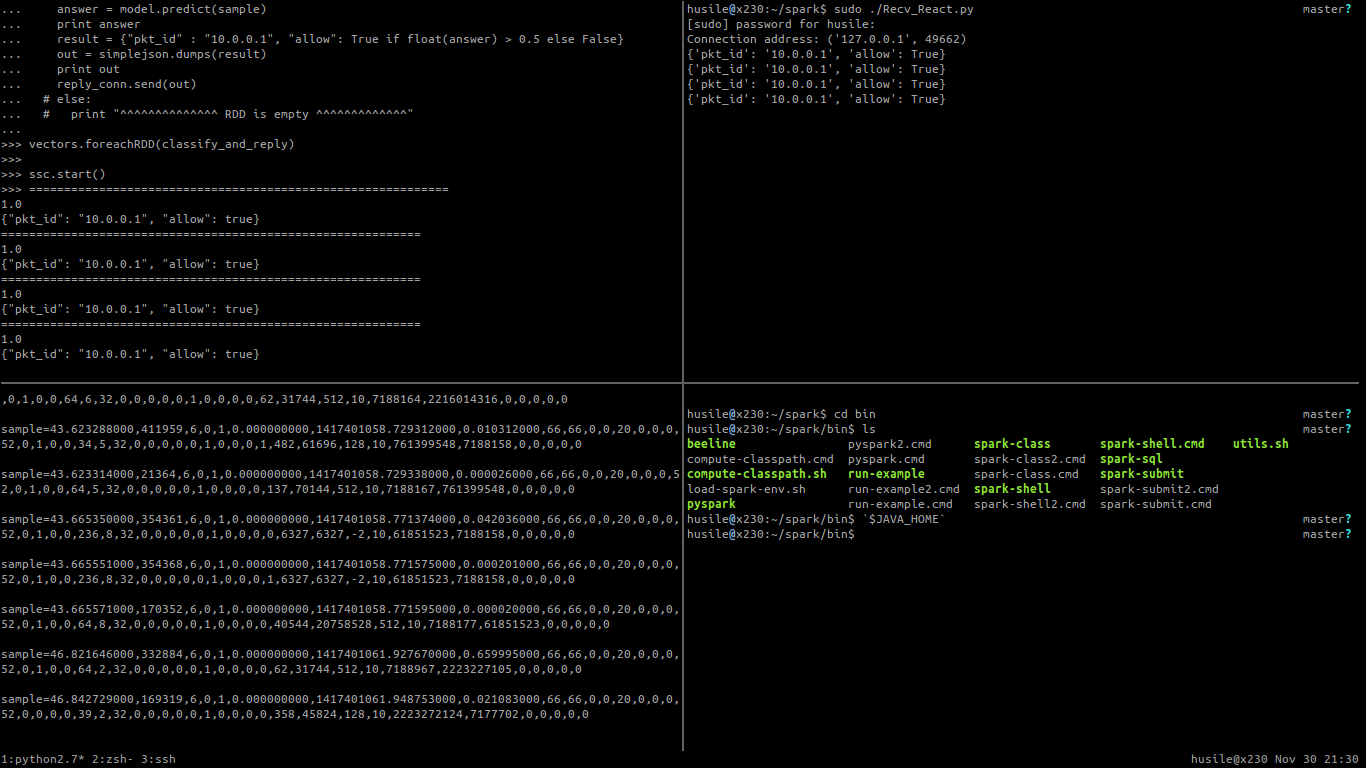 ...     answer = model.predict(sample)
...     print answer
...     result = {"pkt_id" : "10.0.0.1", "allow": True if float(answer) > 0.5 else False}
...     out = simplejson.dumps(result)
...     print out
...     reply_conn.send(out)
...   # else:
...   #   print "^^^^^^^^^^^^^^ RDD is empty ^^^^^^^^^^^^^"
...
>>> vectors.foreachRDD(classify_and_reply)
>>>
>>> ssc.start()
>>> ============================================================
1.0
{"pkt_id": "10.0.0.1", "allow": true}
============================================================
1.0
{"pkt_id": "10.0.0.1", "allow": true}
============================================================
1.0
{"pkt_id": "10.0.0.1", "allow": true}
============================================================
1.0
{"pkt_id": "10.0.0.1", "allow": true}
husile@x230:~/spark$ sudo ./Recv_React.py master?
[sudo] password for husile:
Connection address: ('127.0.0.1', 49662)
{'pkt_id': '10.0.0.1', 'allow': True}
{'pkt_id': '10.0.0.1', 'allow': True}
{'pkt_id': '10.0.0.1', 'allow': True}
{'pkt_id': '10.0.0.1', 'allow': True}
,0,1,0,0,64,6,32,0,0,0,0,0,1,0,0,0,0,62,31744,512,10,7188164,2216014316,0,0,0,0,0
sample=43.623288000,411959,6,0,1,0.000000000,1417401058.729312000,0.010312000,66,66,0,0,20,0,0,0,
52,0,1,0,0,34,5,32,0,0,0,0,0,1,0,0,0,1,482,61696,128,10,761399548,7188158,0,0,0,0,0
sample=43.623314000,21364,6,0,1,0.000000000,1417401058.729338000,0.000026000,66,66,0,0,20,0,0,0,5
2,0,1,0,0,64,5,32,0,0,0,0,0,1,0,0,0,0,137,70144,512,10,7188167,761399548,0,0,0,0,0
sample=43.665350000,354361,6,0,1,0.000000000,1417401058.771374000,0.042036000,66,66,0,0,20,0,0,0,
52,0,1,0,0,236,8,32,0,0,0,0,0,1,0,0,0,0,6327,6327,-2,10,61851523,7188158,0,0,0,0,0
sample=43.665551000,354368,6,0,1,0.000000000,1417401058.771575000,0.000201000,66,66,0,0,20,0,0,0,
52,0,1,0,0,236,8,32,0,0,0,0,0,1,0,0,0,1,6327,6327,-2,10,61851523,7188158,0,0,0,0,0
sample=43.665571000,170352,6,0,1,0.000000000,1417401058.771595000,0.000020000,66,66,0,0,20,0,0,0,
52,0,1,0,0,64,8,32,0,0,0,0,0,1,0,0,0,0,40544,20758528,512,10,7188177,61851523,0,0,0,0,0
sample=46.821646000,332884,6,0,1,0.000000000,1417401061.927670000,0.659995000,66,66,0,0,20,0,0,0,
52,0,1,0,0,64,2,32,0,0,0,0,0,1,0,0,0,0,62,31744,512,10,7188967,2223227105,0,0,0,0,0
sample=46.842729000,169319,6,0,1,0.000000000,1417401061.948753000,0.021083000,66,66,0,0,20,0,0,0,
52,0,0,0,0,39,2,32,0,0,0,0,0,1,0,0,0,0,358,45824,128,10,2223272124,7177702,0,0,0,0,0
husile@x230:~/spark$ cd bin master?
husile@x230:~/spark/bin$ ls master?
beeline pyspark2.cmd spark-class spark-shell.cmd utils.sh
compute-classpath.cmd pyspark.cmd spark-class2.cmd spark-sql
compute-classpath.sh run-example spark-class.cmd spark-submit
load-spark-env.sh run-example2.cmd spark-shell spark-submit2.cmd
pyspark run-example.cmd spark-shell2.cmd spark-submit.cmd
husile@x230:~/spark/bin$ `$JAVA_HOME` master?
husile@x230:~/spark/bin$ master?
1:python2.7* 2:zsh- 3:ssh husile@x230 Nov 30 21:30